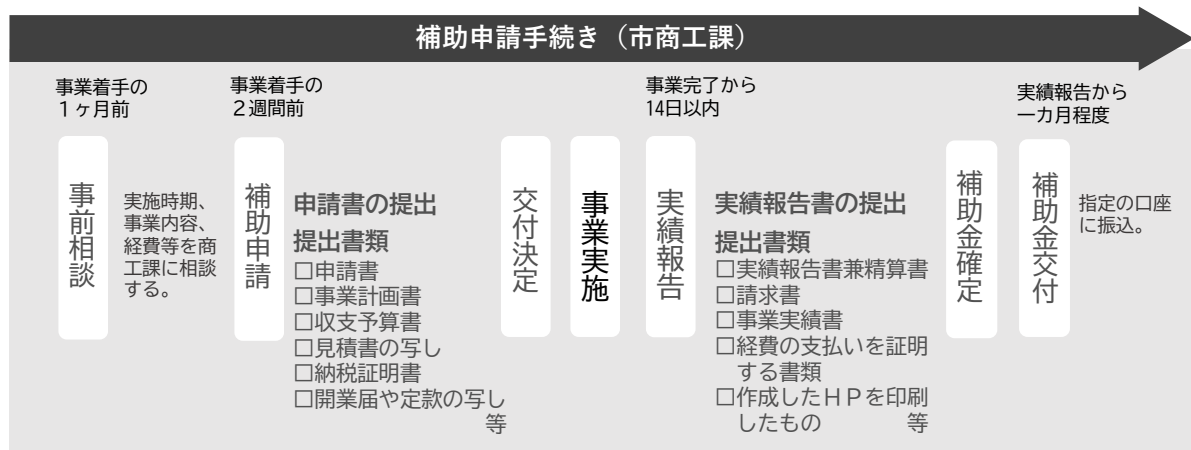 補助申請手続き（市商工課）
事業着手の
１ヶ月前
事前相談
実施時期、
事業内容、
経費等を商
工課に相談
する。
事業着手の
２週間前
補助申請
申請書の提出
提出書類
□申請書
□事業計画書
□収支予算書
□見積書の写し
□納税証明書
□開業届や定款の写し
等
交付決定
事業実施
事業完了から
14日以内
実績報告
実績報告書の提出
提出書類
□実績報告書兼精算書
□請求書
□事業実績書
□経費の支払いを証明
する書類
□作成したＨＰを印刷
したもの　　　等
補助金確定
実績報告から
一カ月程度
補助金交付
指定の口座
に振込。